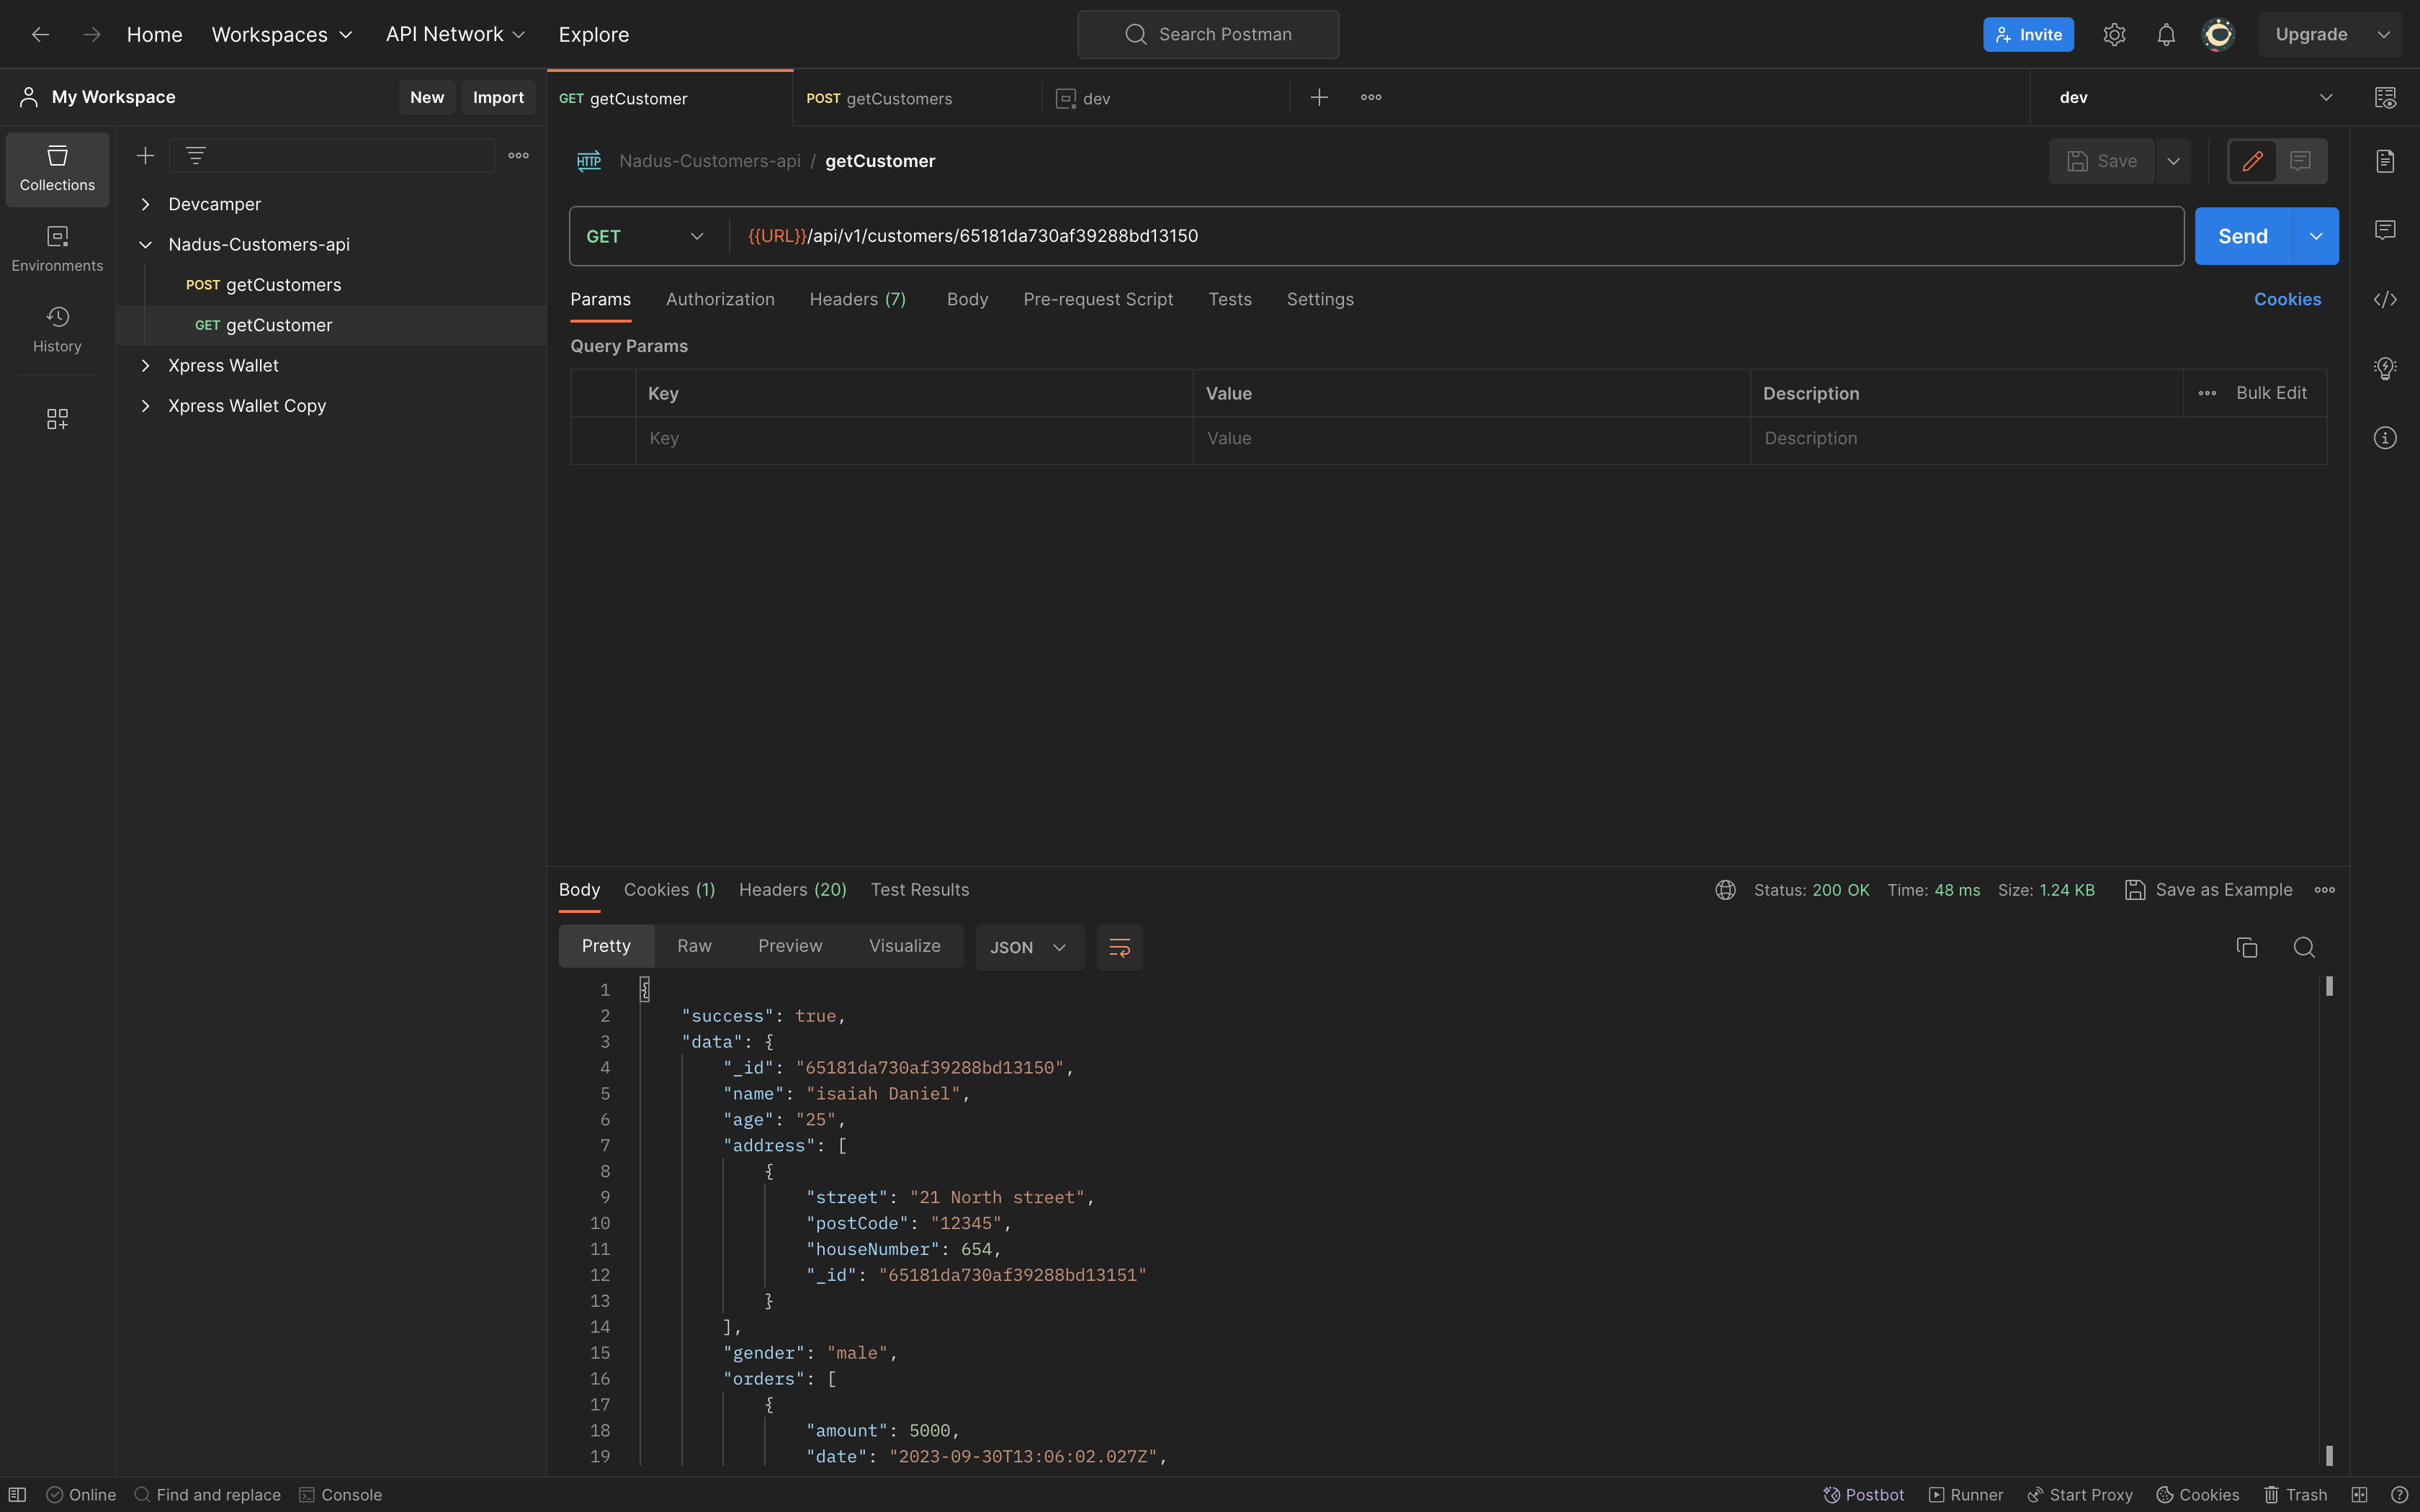 Home Workspaces API Network Explore Search Postman Invite Upgrade
My Workspace New Import GET getCustomer POST getCustomers dev dev
Collections
Environments
History
Devcamper
Nadus-Customers-api
POST getCustomers
GET getCustomer
Xpress Wallet
Xpress Wallet Copy
HTTP Nadus-Customers-api / getCustomer Save
GET {{URL}}/api/v1/customers/65181da730af39288bd13150 Send
Params Authorization Headers (7) Body Pre-request Script Tests Settings Cookies
Query Params
Key Value Description Bulk Edit
Key Value Description
Body Cookies (1) Headers (20) Test Results Status: 200 OK Time: 48 ms Size: 1.24 KB Save as Example
Pretty Raw Preview Visualize JSON
1 {
2 "success": true,
3 "data": {
4 "_id": "65181da730af39288bd13150",
5 "name": "isaiah Daniel",
6 "age": "25",
7 "address": [
8 {
9 "street": "21 North street",
10 "postCode": "12345",
11 "houseNumber": 654,
12 "_id": "65181da730af39288bd13151"
13 }
14 ],
15 "gender": "male",
16 "orders": [
17 {
18 "amount": 5000,
19 "date": "2023-09-30T13:06:02.027Z",
Online Find and replace Console Postbot Runner Start Proxy Cookies Trash